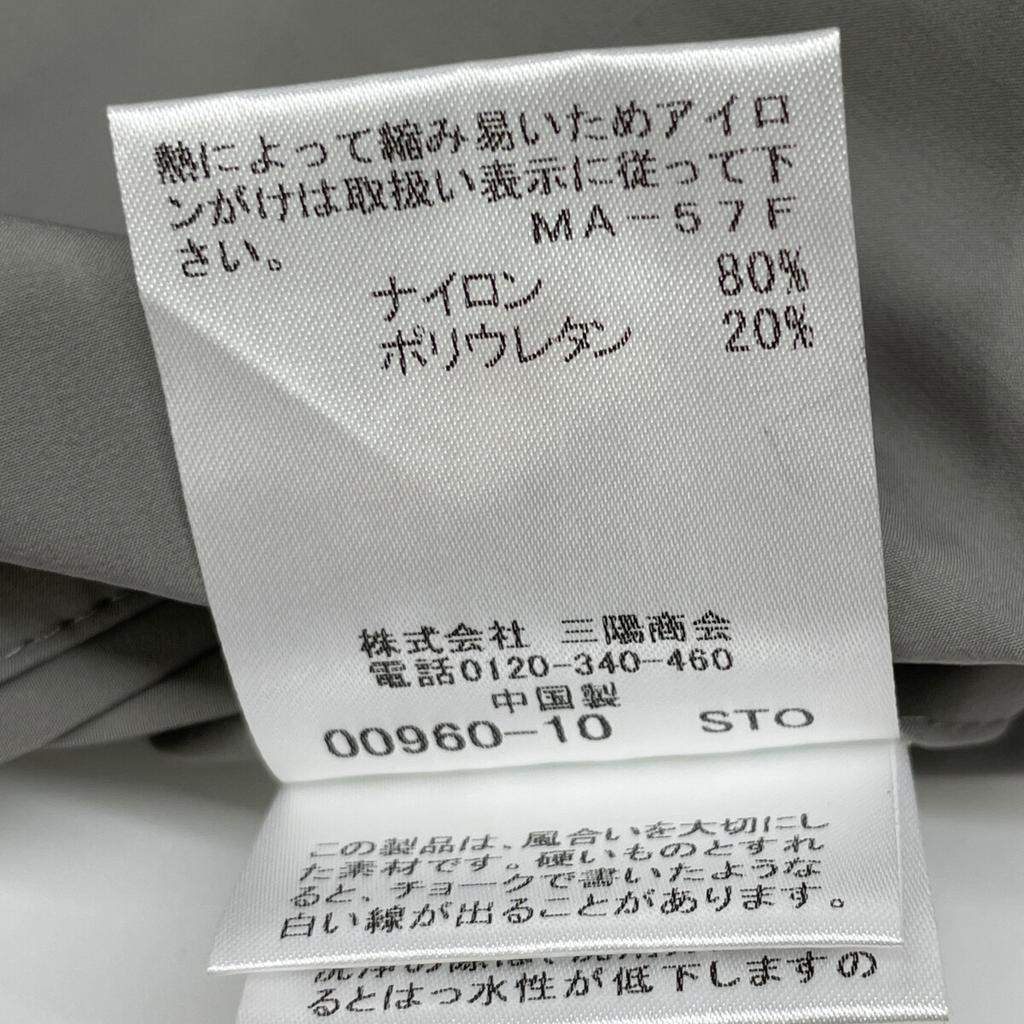 熱によって縮み易いためアイロ
ンがけは取扱い表示に従って下
さい。
MA-57F
ナイロン 80%
ポリウレタン 20%
株式会社 三陽商会
電話0120-340-460
中国製
00960-10 STO
この製品は、風合いを大切にし
た素材です。硬いものとすれ
ると、チョークで書いたような
白い線が出ることがあります。
るとはっ水性が低下しますの